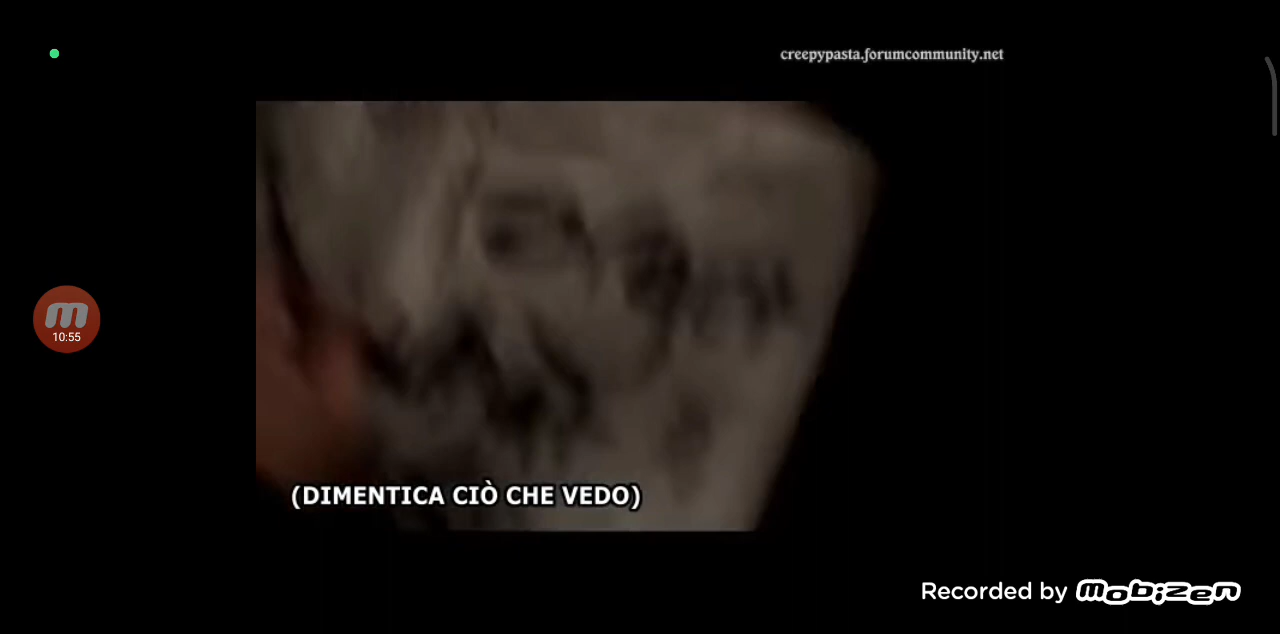 creepypasta.forumcommunity.net
10:55
(DIMENTICA CIÒ CHE VEDO)
Recorded by mobizen